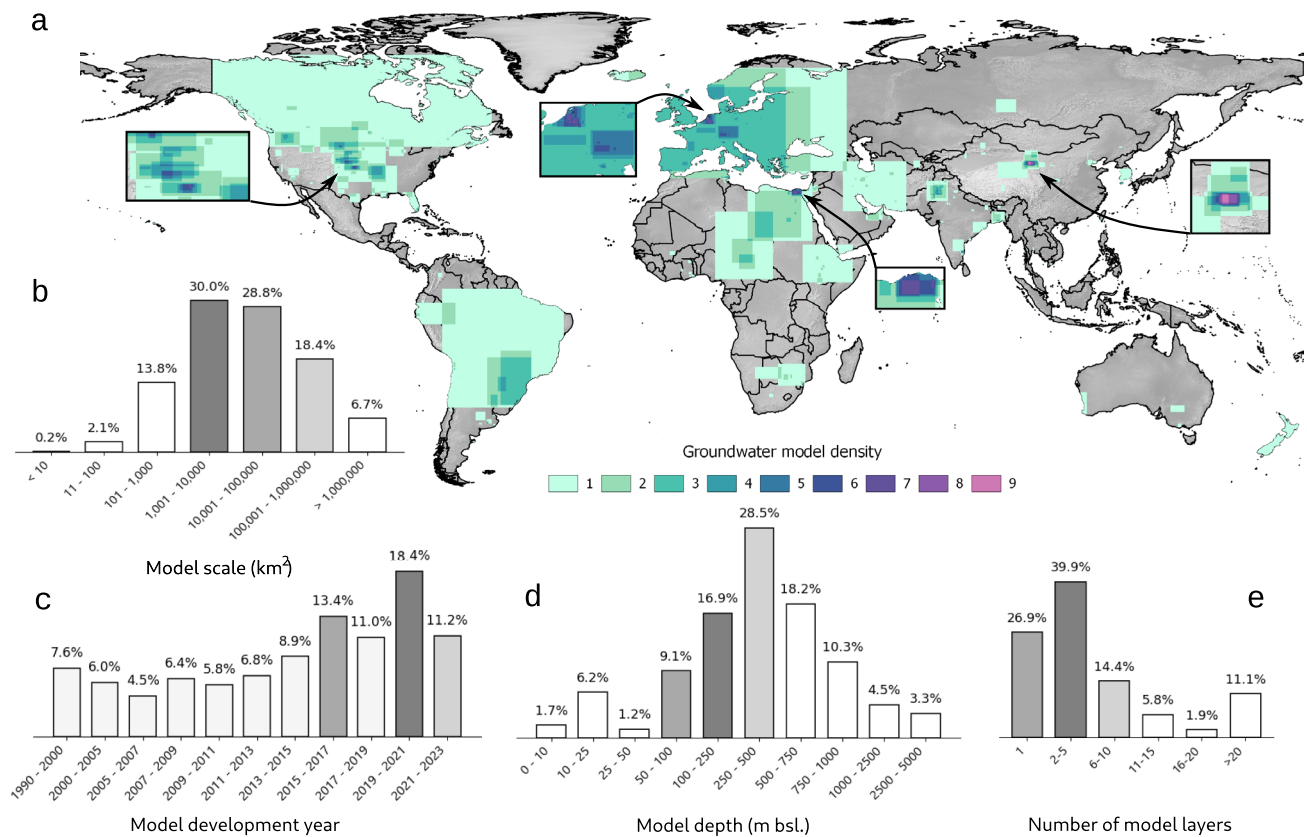 a
b
0.2%
2.1%
13.8%
30.0%
28.8%
18.4%
6.7%
< 10
11 - 100
101 - 1,000
1,001 - 10,000
10,001 - 100,000
100,001 - 1,000,000
> 1,000,000
Model scale (km²)
Groundwater model density
1 2 3 4 5 6 7 8 9
c
7.6%
6.0%
4.5%
6.4%
5.8%
6.8%
8.9%
13.4%
11.0%
18.4%
11.2%
1990 - 2000
2000 - 2005
2005 - 2007
2007 - 2009
2009 - 2011
2011 - 2013
2013 - 2015
2015 - 2017
2017 - 2019
2019 - 2021
2021 - 2023
Model development year
d
1.7%
6.2%
1.2%
9.1%
16.9%
28.5%
18.2%
10.3%
4.5%
3.3%
0 - 10
10 - 25
25 - 50
50 - 100
100 - 250
250 - 500
500 - 750
750 - 1000
1000 - 2500
2500 - 5000
Model depth (m bsl.)
e
26.9%
39.9%
14.4%
5.8%
1.9%
11.1%
1
2-5
6-10
11-15
16-20
>20
Number of model layers